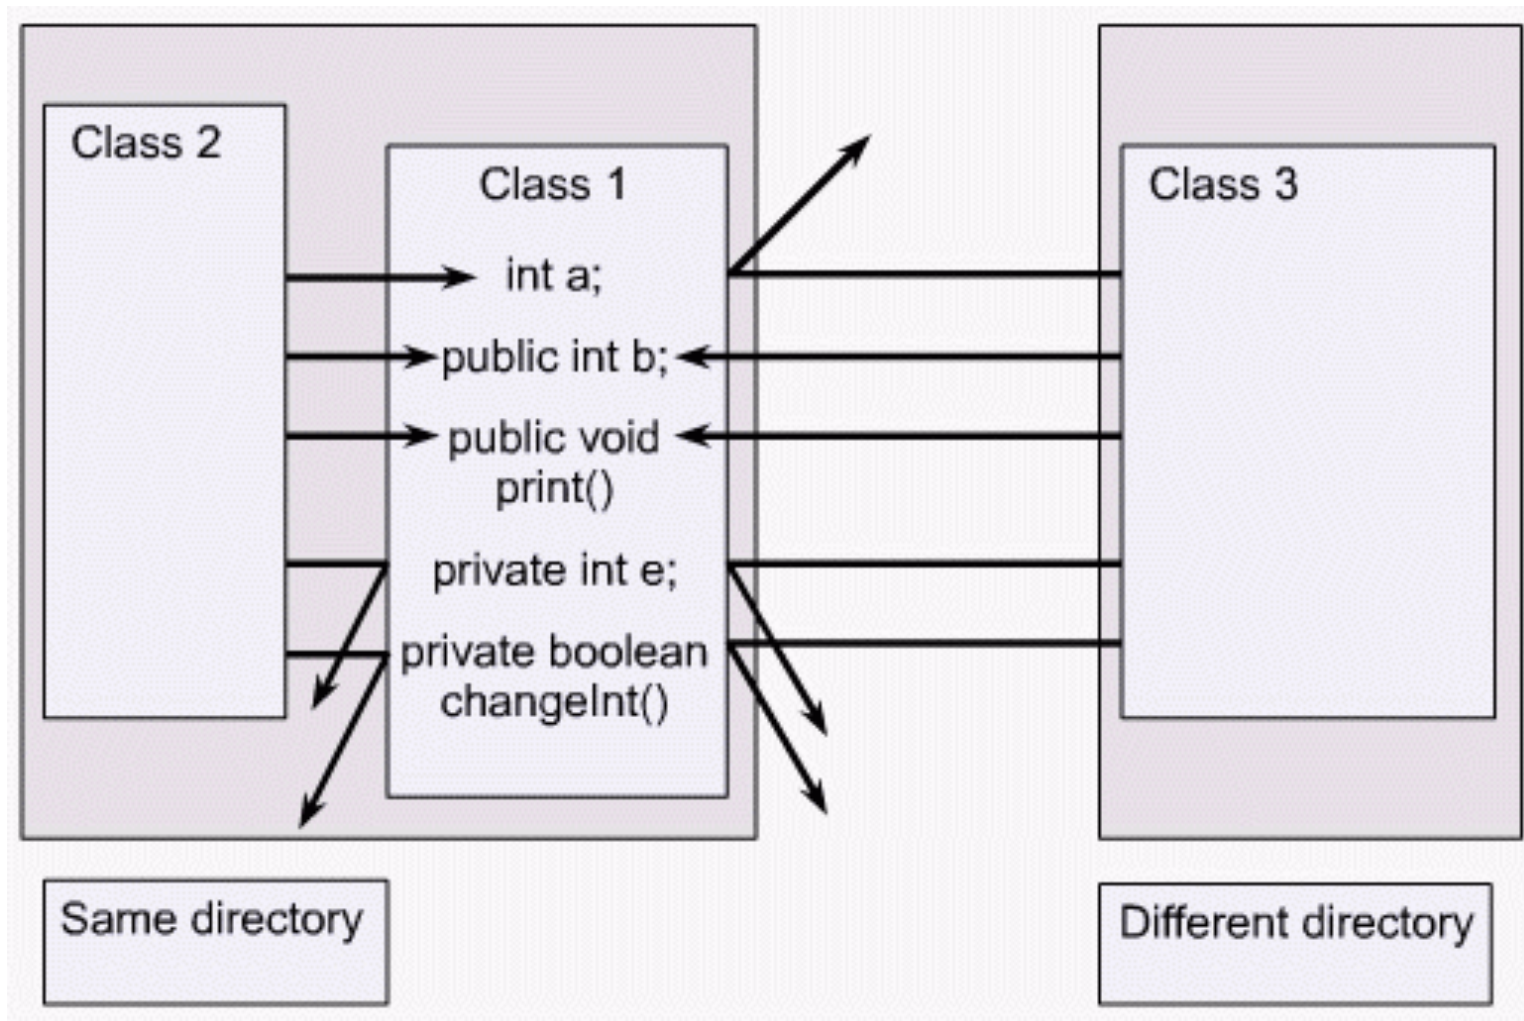 Class 2
Class 1
Class 3
int a;
public int b;
public void
print()
private int e;
private boolean
changeInt()
Same directory
Different directory